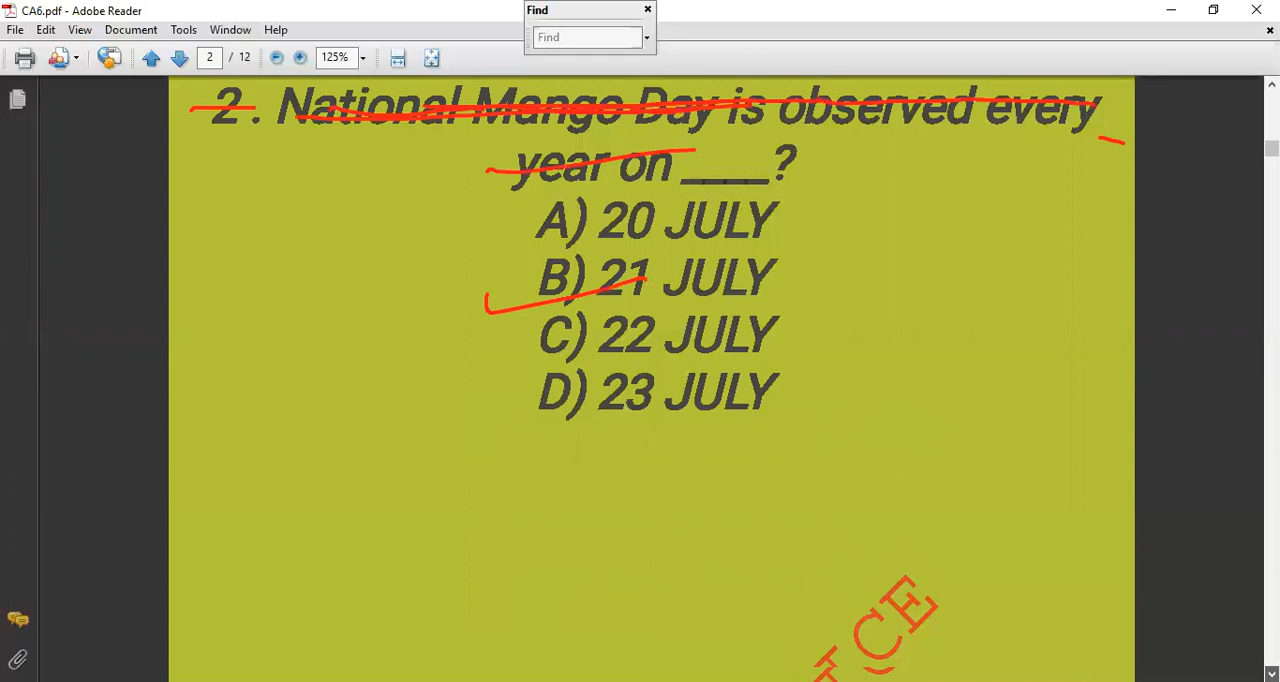 CA6.pdf - Adobe Reader
Find
File Edit View Document Tools Window Help
Find
2 / 12 125%
2 . National Mango Day is observed every
year on ____?
A) 20 JULY
B) 21 JULY
C) 22 JULY
D) 23 JULY
CE